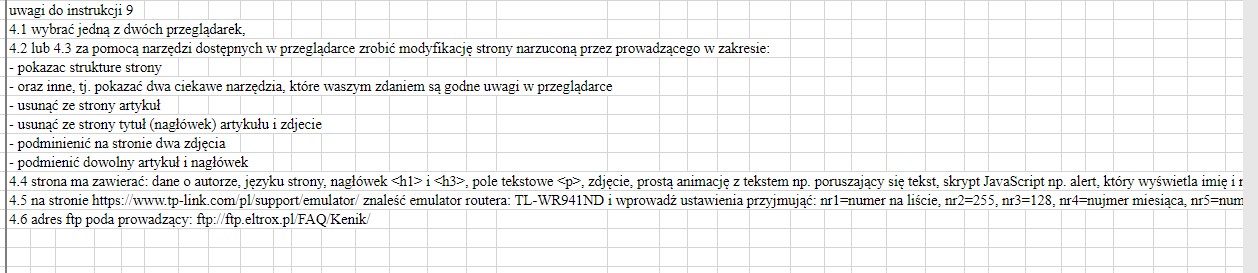 uwagi do instrukcji 9
4.1 wybrać jedną z dwóch przeglądarek,
4.2 lub 4.3 za pomocą narzędzi dostępnych w przeglądarce zrobić modyfikację strony narzuconą przez prowadzącego w zakresie:
- pokazac strukture strony
- oraz inne, tj. pokazać dwa ciekawe narzędzia, które waszym zdaniem są godne uwagi w przeglądarce
- usunąć ze strony artykuł
- usunąć ze strony tytuł (nagłówek) artykułu i zdjecie
- podminienić na stronie dwa zdjęcia
- podmienić dowolny artykuł i nagłówek
4.4 strona ma zawierać: dane o autorze, języku strony, nagłówek <h1> i <h3>, pole tekstowe <p>, zdjęcie, prostą animację z tekstem np. poruszający się tekst, skrypt JavaScript np. alert, który wyświetla imię i
4.5 na stronie https://www.tp-link.com/pl/support/emulator/ znaleść emulator routera: TL-WR941ND i wprowadź ustawienia przyjmując: nr1=numer na liście, nr2=255, nr3=128, nr4=nujmer miesiąca, nr5=num
4.6 adres ftp poda prowadzący: ftp://ftp.eltrox.pl/FAQ/Kenik/